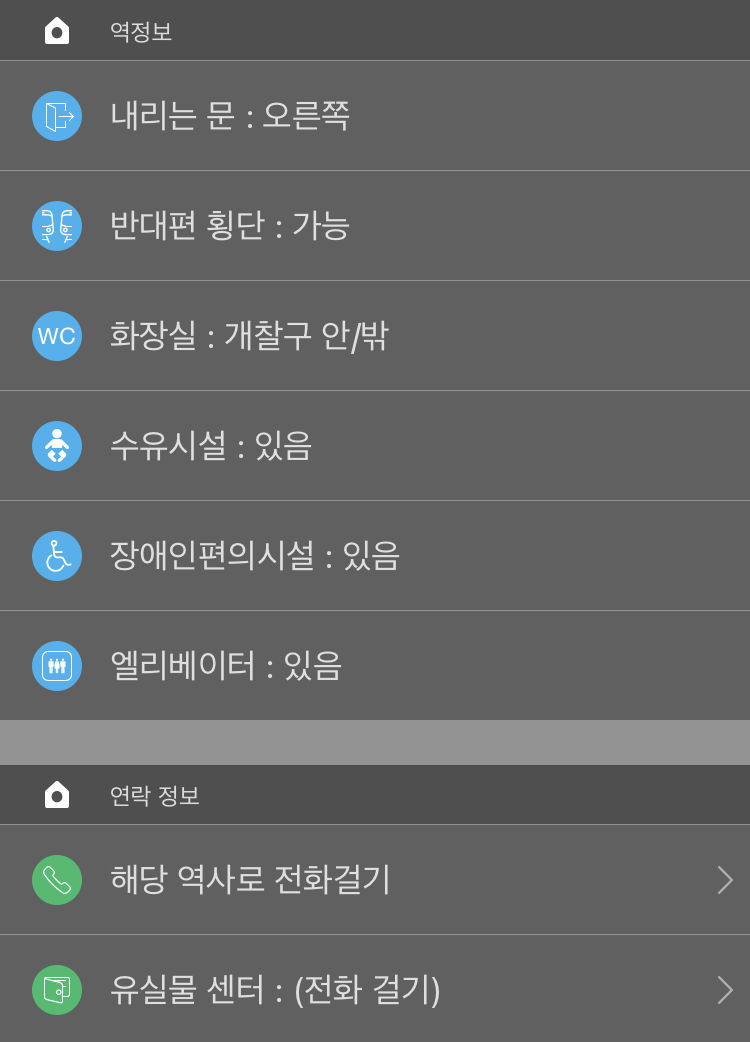 역정보
내리는 문 : 오른쪽
반대편 횡단 : 가능
WC 화장실 : 개찰구 안/밖
수유시설 : 있음
장애인편의시설 : 있음
엘리베이터 : 있음
연락 정보
해당 역사로 전화걸기
유실물 센터 : (전화 걸기)